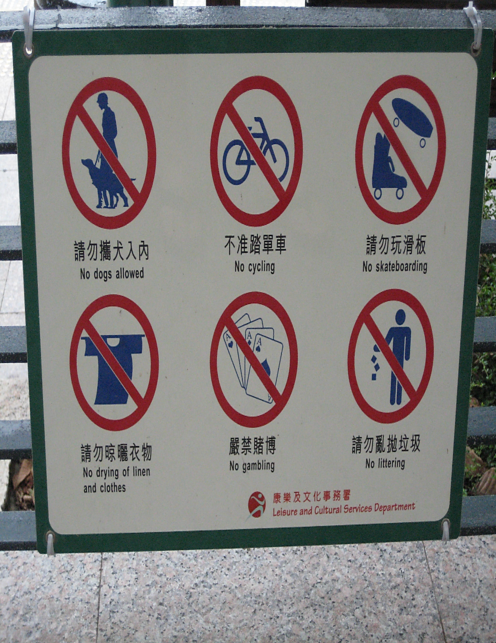 請勿攜犬入內
No dogs allowed
不准踏單車
No cycling
請勿玩滑板
No skateboarding
請勿晾曬衣物
No drying of linen
and clothes
嚴禁賭博
No gambling
請勿亂拋垃圾
No littering
A
A
A
康樂及文化事務署
Leisure and Cultural Services Department